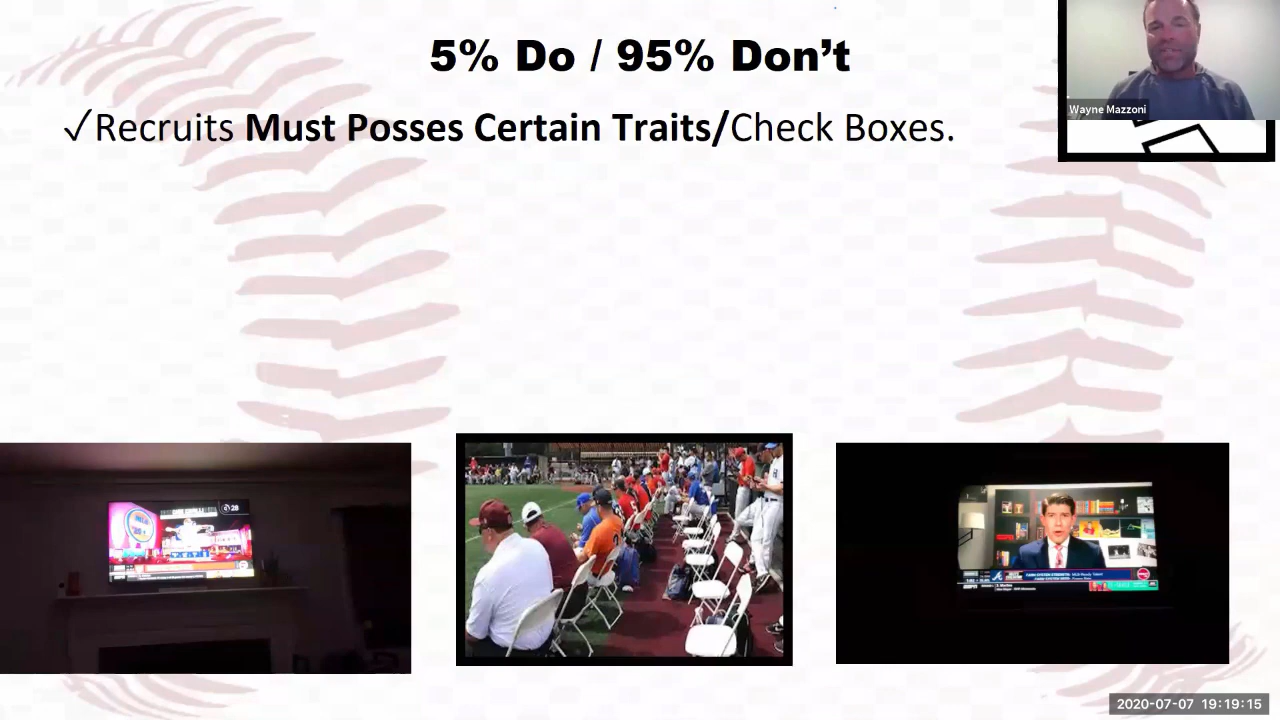 5% Do / 95% Don't
✓Recruits Must Posses Certain Traits/Check Boxes.
Wayne Mazzoni
28
2020-07-07 19:19:15